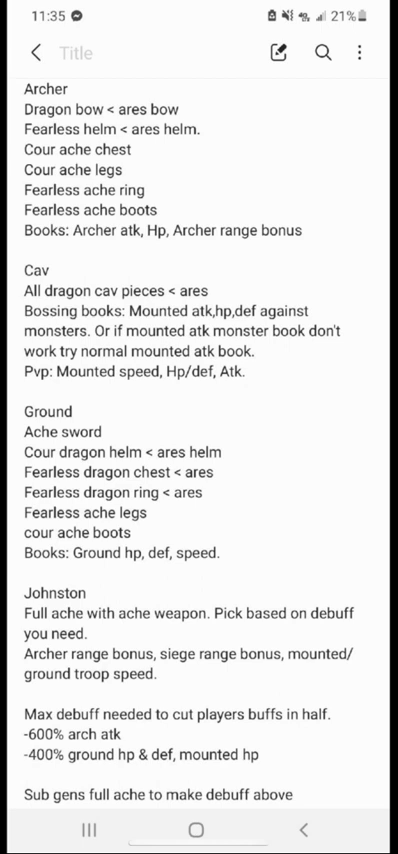 11:35
21%
Title
Archer
Dragon bow < ares bow
Fearless helm < ares helm.
Cour ache chest
Cour ache legs
Fearless ache ring
Fearless ache boots
Books: Archer atk, Hp, Archer range bonus
Cav
All dragon cav pieces < ares
Bossing books: Mounted atk,hp,def against
monsters. Or if mounted atk monster book don't
work try normal mounted atk book.
Pvp: Mounted speed, Hp/def, Atk.
Ground
Ache sword
Cour dragon helm < ares helm
Fearless dragon chest < ares
Fearless dragon ring < ares
Fearless ache legs
cour ache boots
Books: Ground hp, def, speed.
Johnston
Full ache with ache weapon. Pick based on debuff
you need.
Archer range bonus, siege range bonus, mounted/
ground troop speed.
Max debuff needed to cut players buffs in half.
-600% arch atk
-400% ground hp & def, mounted hp
Sub gens full ache to make debuff above